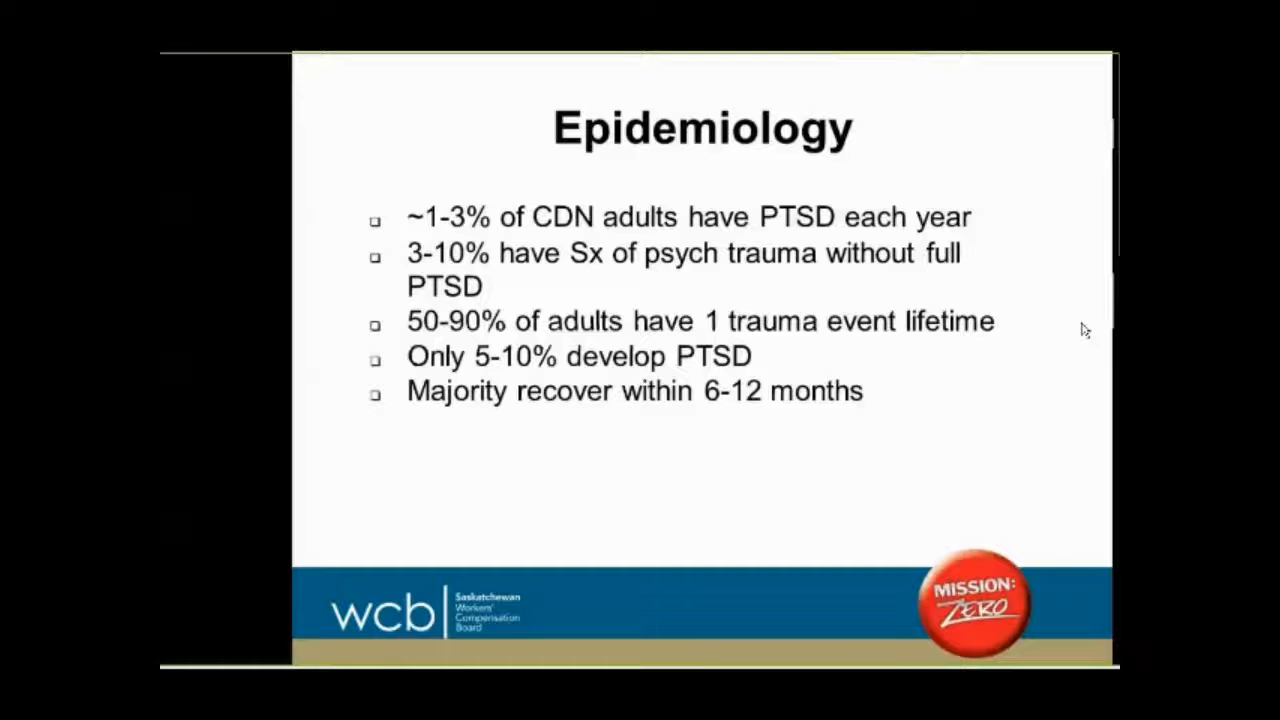 Epidemiology
~1-3% of CDN adults have PTSD each year
3-10% have Sx of psych trauma without full
PTSD
50-90% of adults have 1 trauma event lifetime
Only 5-10% develop PTSD
Majority recover within 6-12 months
wcb
Saskatchewan
Workers'
Compensation
Board
MISSION:
ZERO